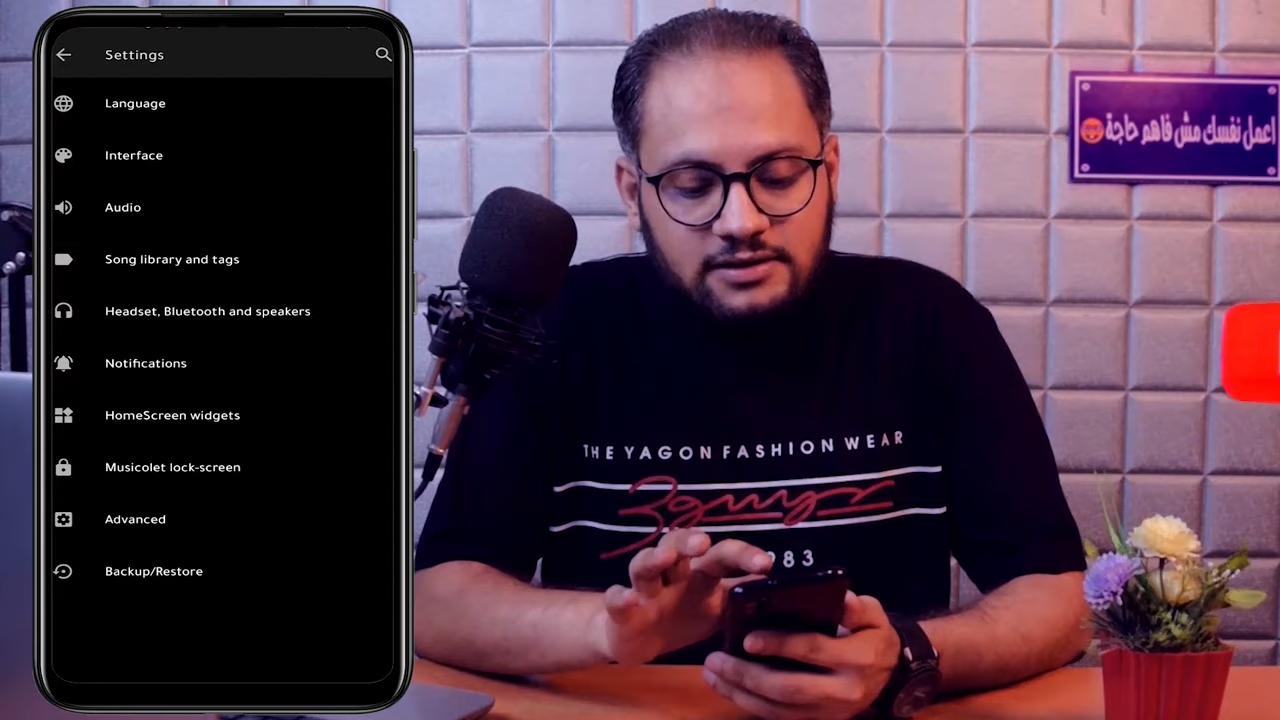 Settings
Language
Interface
Audio
Song library and tags
Headset, Bluetooth and speakers
Notifications
HomeScreen widgets
Musicolet lock-screen
Advanced
Backup/Restore
اعمل نفسك مش فاهم حاجة
THE YAGON FASHION WEAR
983